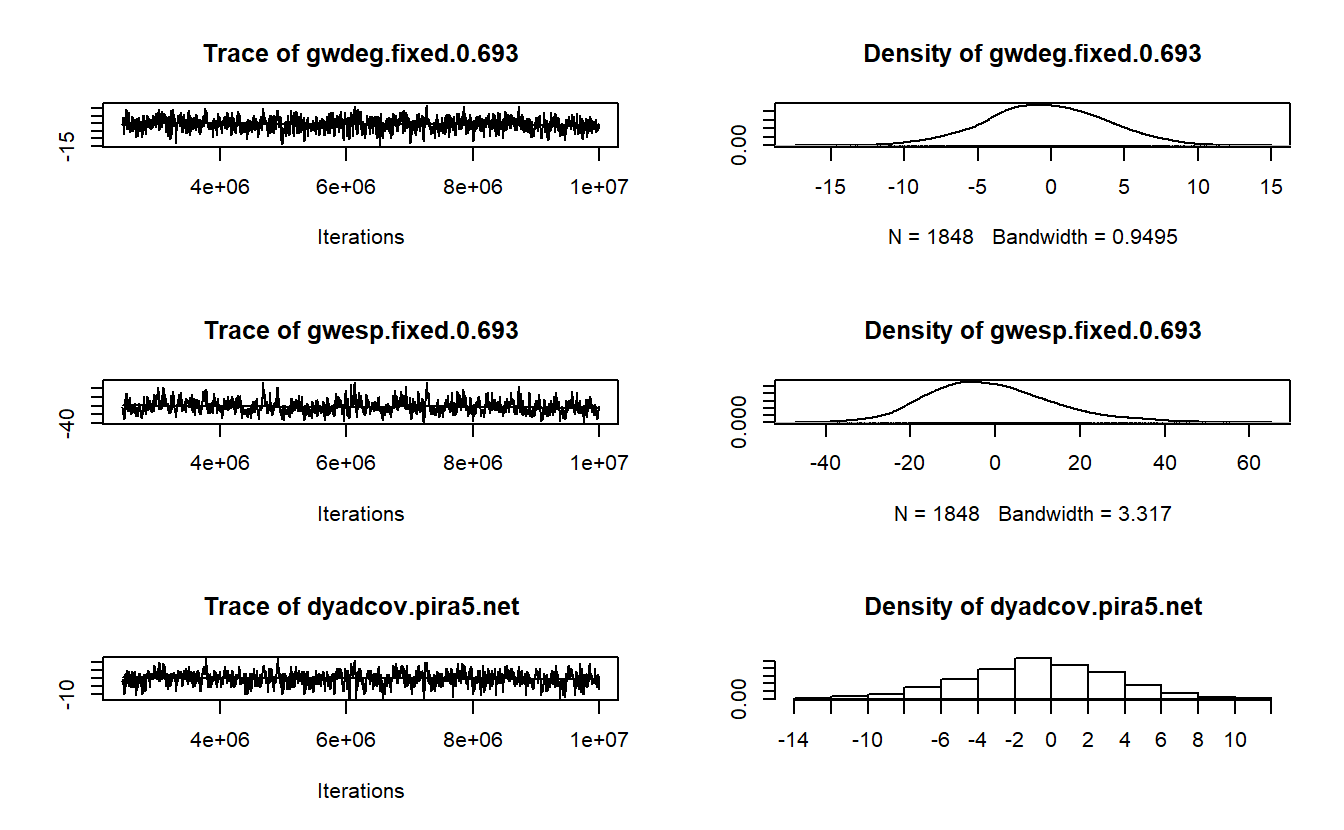 Trace of gwdeg.fixed.0.693
-15
4e+06 6e+06 8e+06 1e+07
Iterations
Density of gwdeg.fixed.0.693
0.00
-15 -10 -5 0 5 10 15
N = 1848 Bandwidth = 0.9495
Trace of gwesp.fixed.0.693
-40
4e+06 6e+06 8e+06 1e+07
Iterations
Density of gwesp.fixed.0.693
0.000
-40 -20 0 20 40 60
N = 1848 Bandwidth = 3.317
Trace of dyadcov.pira5.net
-10
4e+06 6e+06 8e+06 1e+07
Iterations
Density of dyadcov.pira5.net
0.00
-14 -10 -6 -4 -2 0 2 4 6 8 10